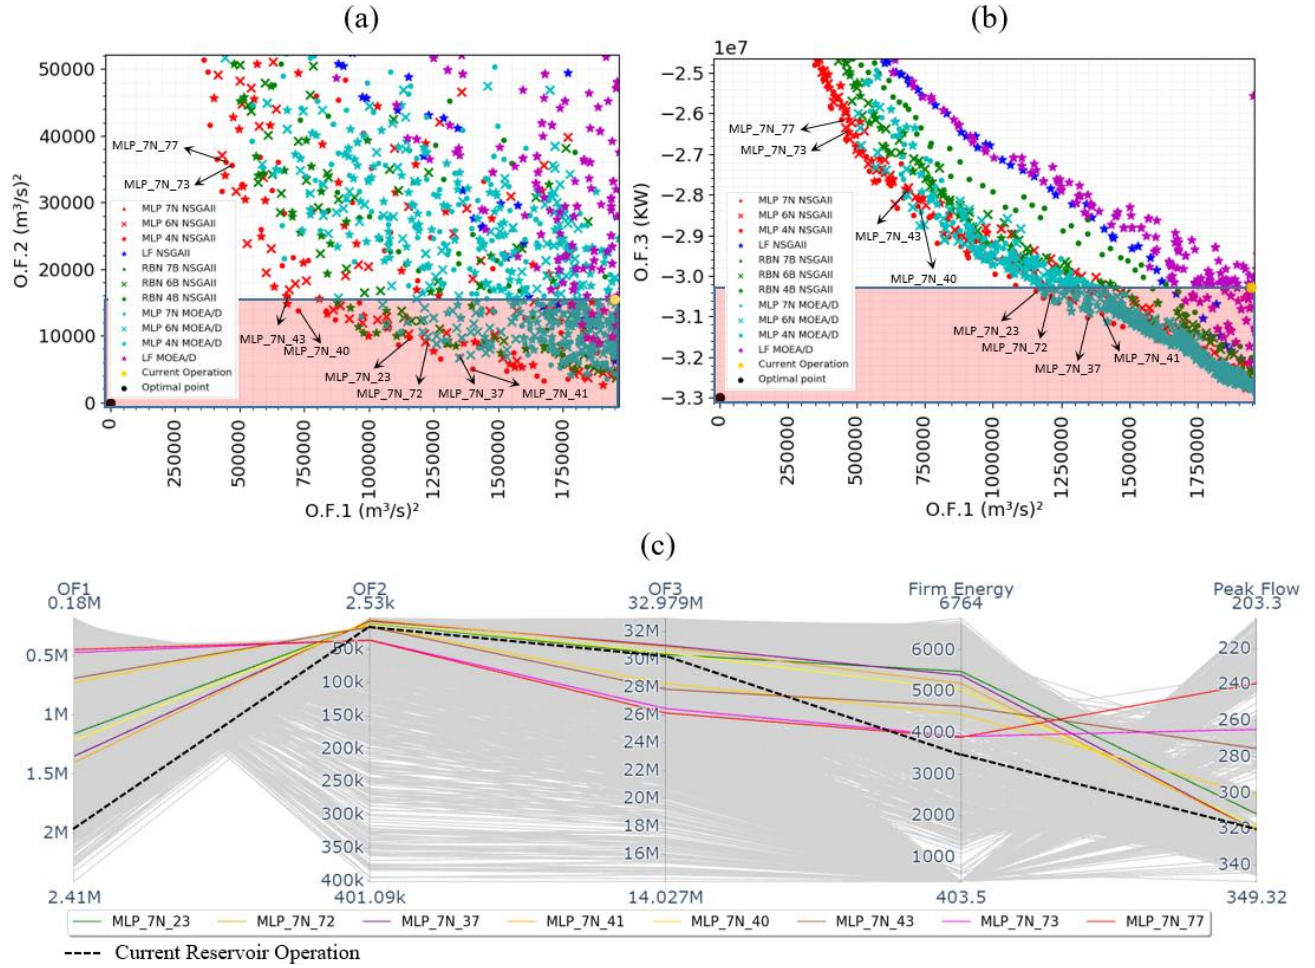 (a)
50000
40000
30000
20000
10000
0
O.F.2 (m³/s)²
MLP_7N_77
MLP_7N_73
MLP 7N NSGAII
MLP 6N NSGAII
MLP 4N NSGAII
LF NSGAII
RBN 7B NSGAII
RBN 6B NSGAII
RBN 4B NSGAII
MLP 7N MOEA/D
MLP 6N MOEA/D
MLP 4N MOEA/D
LF MOEA/D
Current Operation
Optimal point
MLP_7N_43
MLP_7N_40
MLP_7N_23
MLP_7N_72
MLP_7N_37
MLP_7N_41
0
250000
500000
750000
1000000
1250000
1500000
1750000
O.F.1 (m³/s)²
(b)
1e7
−2.5
−2.6
−2.7
−2.8
−2.9
−3.0
−3.1
−3.2
−3.3
O.F.3 (KW)
MLP_7N_77
MLP_7N_73
MLP 7N NSGAII
MLP 6N NSGAII
MLP 4N NSGAII
LF NSGAII
RBN 7B NSGAII
RBN 6B NSGAII
RBN 4B NSGAII
MLP 7N MOEA/D
MLP 6N MOEA/D
MLP 4N MOEA/D
LF MOEA/D
Current Operation
Optimal point
MLP_7N_43
MLP_7N_40
MLP_7N_23
MLP_7N_72
MLP_7N_37
MLP_7N_41
0
250000
500000
750000
1000000
1250000
1500000
1750000
O.F.1 (m³/s)²
(c)
OF1
0.18M
0.5M
1M
1.5M
2M
2.41M
OF2
2.53k
50k
100k
150k
200k
250k
300k
350k
400k
401.09k
OF3
32.979M
32M
30M
28M
26M
24M
22M
20M
18M
16M
14.027M
Firm Energy
6764
6000
5000
4000
3000
2000
1000
403.5
Peak Flow
203.3
220
240
260
280
300
320
340
349.32
MLP_7N_23
MLP_7N_72
MLP_7N_37
MLP_7N_41
MLP_7N_40
MLP_7N_43
MLP_7N_73
MLP_7N_77
Current Reservoir Operation